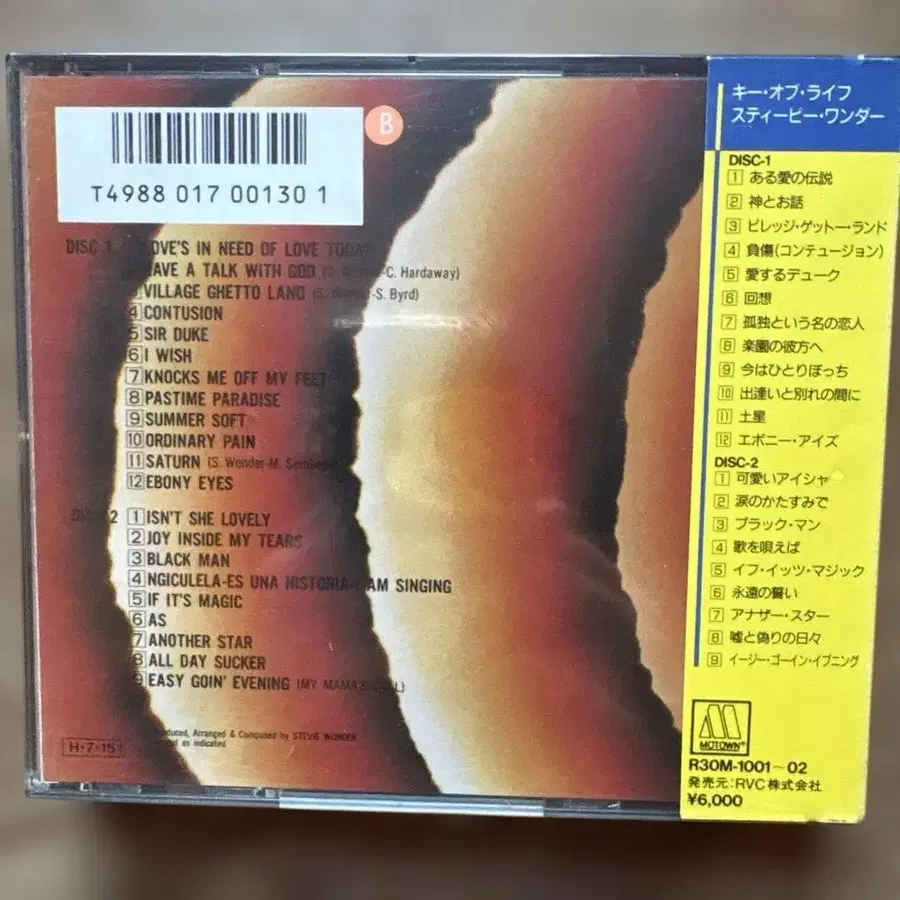 B
T4988 017 00130 1
DISC 1 LOVE'S IN NEED OF LOVE TODAY
HAVE A TALK WITH GOD (S. Wonder-C. Hardaway)
3 VILLAGE GHETTO LAND (S. Wonder-S. Byrd)
4 CONTUSION
5 SIR DUKE
6 I WISH
7 KNOCKS ME OFF MY FEET
8 PASTIME PARADISE
9 SUMMER SOFT
10 ORDINARY PAIN
11 SATURN (S. Wonder-M. Sembello)
12 EBONY EYES
DISC 2 1 ISN'T SHE LOVELY
2 JOY INSIDE MY TEARS
3 BLACK MAN
4 NGICULELA-ES UNA HISTORIA-I AM SINGING
5 IF IT'S MAGIC
6 AS
7 ANOTHER STAR
8 ALL DAY SUCKER
9 EASY GOIN' EVENING (MY MAMA'S CALL)
Produced, Arranged & Composed by STEVIE WONDER
as indicated
H・7・15
キー・オブ・ライフ
スティービー・ワンダー
DISC-1
1 ある愛の伝説
2 神とお話
3 ビレッジ・ゲットー・ランド
4 負傷(コンテュージョン)
5 愛するデューク
6 回想
7 孤独という名の恋人
8 楽園の彼方へ
9 今はひとりぼっち
10 出逢いと別れの間に
11 土星
12 エボニー・アイズ
DISC-2
1 可愛いアイシャ
2 涙のかたすみで
3 ブラック・マン
4 歌を唄えば
5 イフ・イッツ・マジック
6 永遠の誓い
7 アナザー・スター
8 嘘と偽りの日々
9 イージー・ゴーイン・イブニング
MOTOWN®
R30M-1001～02
発売元:RVC株式会社
¥6,000